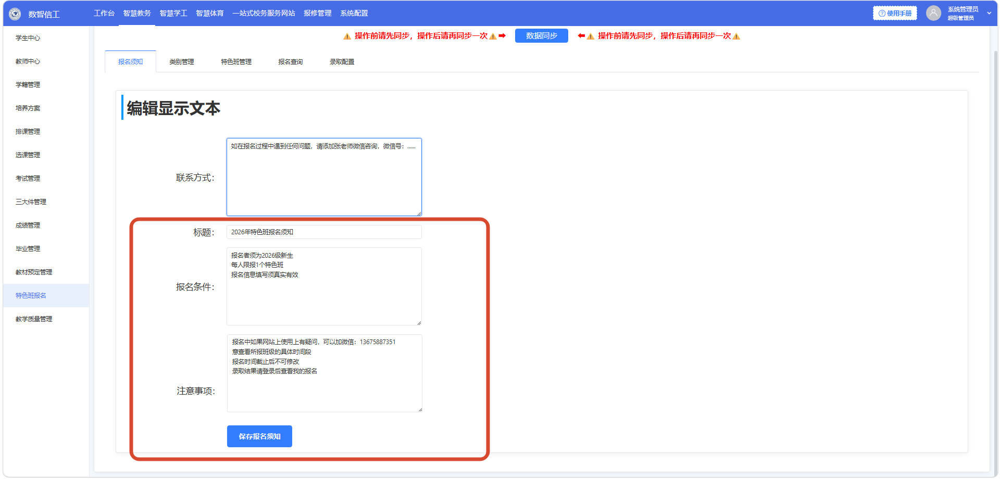 数智信工
工作台 智慧教务 智慧学工 智慧体育 一站式校务服务网站 报修管理 系统配置
使用手册
系统管理员
超级管理员
学生中心
教师中心
学籍管理
培养方案
排课管理
选课管理
考试管理
三大件管理
成绩管理
毕业管理
教材预定管理
特色班报名
教学质量管理
操作前请先同步，操作后请再同步一次
数据同步
操作前请先同步，操作后请再同步一次
报名须知 类别管理 特色班管理 报名查询 录取配置
编辑显示文本
联系方式：
如在报名过程中遇到任何问题，请添加张老师微信咨询，微信号：......
标题：
2026年特色班报名须知
报名条件：
报名者须为2026级新生
每人限报1个特色班
报名信息填写须真实有效
注意事项：
报名中如果网站上使用上有疑问，可以加微信：13675887351
意查看所报班级的具体时间段
报名时间截止后不可修改
录取结果请登录后查看我的报名
保存报名须知